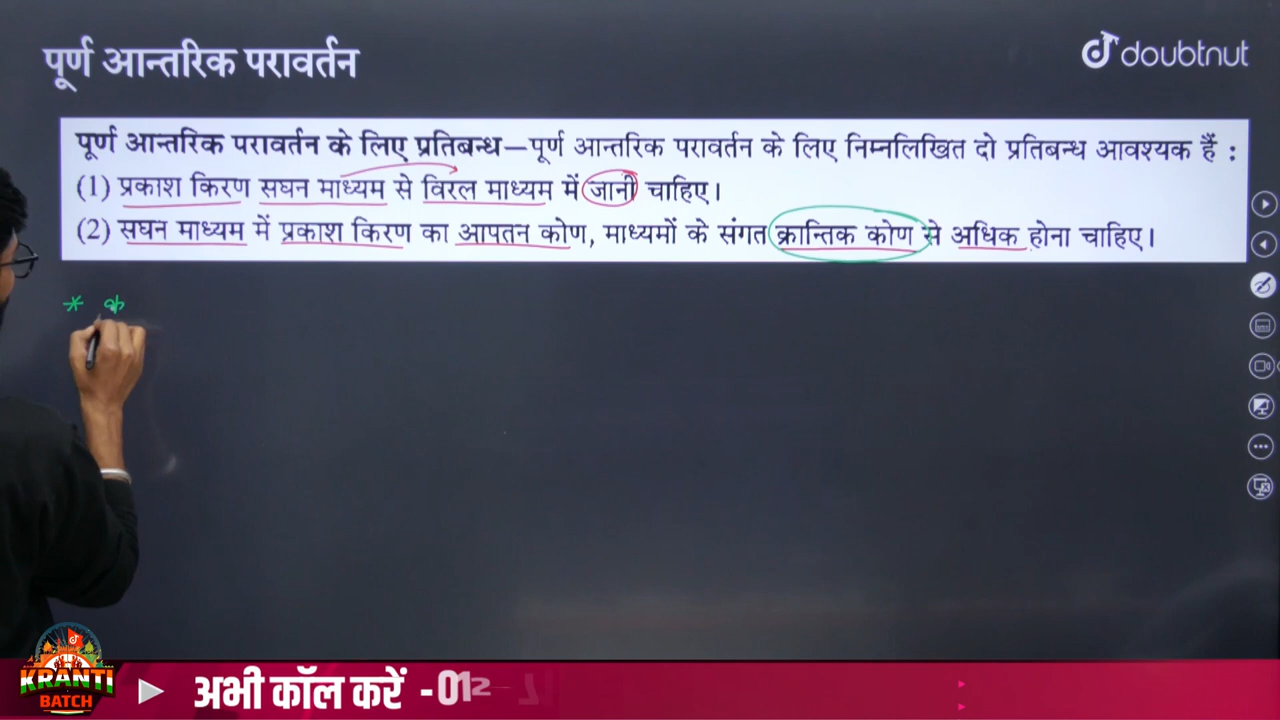 पूर्ण आन्तरिक परावर्तन
doubtnut
पूर्ण आन्तरिक परावर्तन के लिए प्रतिबन्ध—पूर्ण आन्तरिक परावर्तन के लिए निम्नलिखित दो प्रतिबन्ध आवश्यक हैं :
(1) प्रकाश किरण सघन माध्यम से विरल माध्यम में जानी चाहिए।
(2) सघन माध्यम में प्रकाश किरण का आपतन कोण, माध्यमों के संगत क्रान्तिक कोण से अधिक होना चाहिए।
* क
KRANTI
BATCH
अभी कॉल करें -012